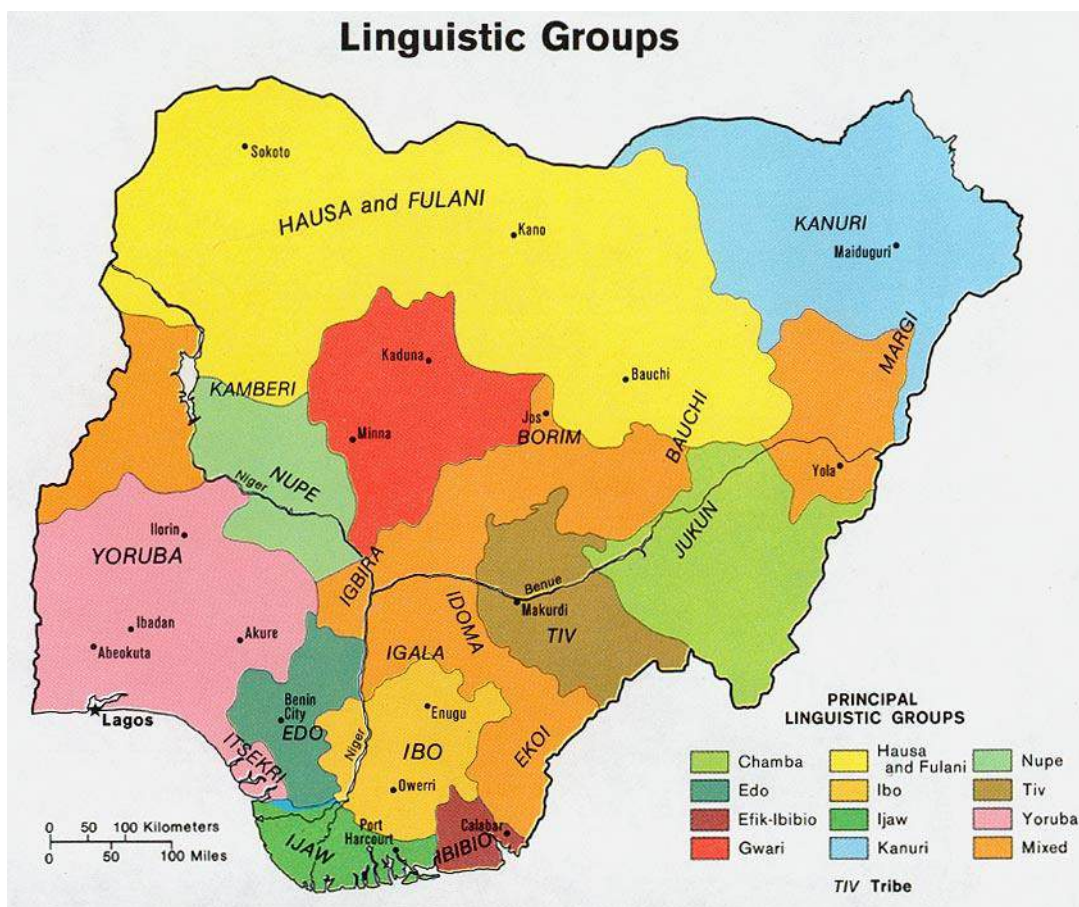 Linguistic Groups
Sokoto
HAUSA and FULANI
Kano
KANURI
Maiduguri
MARGI
Kaduna
Bauchi
KAMBERI
BAUCHI
Jos
BORIM
Minna
Yola
NUPE
Niger
Ilorin
YORUBA
JUKUN
IGBIRA
Benue
Makurdi
IDOMA
TIV
Ibadan
Akure
Abeokuta
IGALA
Lagos
Benin
City
EDO
Enugu
Niger
IBO
EKOI
ITSEKRI
Owerri
Port
Harcourt
Calabar
IJAW
IBIBIO
0 50 100 Kilometers
0 50 100 Miles
PRINCIPAL
LINGUISTIC GROUPS
Chamba
Edo
Efik-Ibibio
Gwari
Hausa
and Fulani
Ibo
Ijaw
Kanuri
Nupe
Tiv
Yoruba
Mixed
TIV Tribe